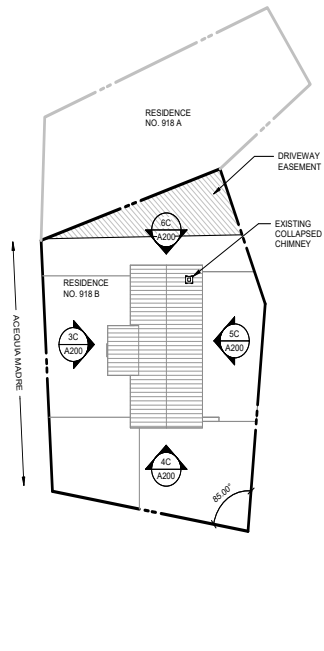 RESIDENCE
NO. 918 A
DRIVEWAY
EASEMENT
6C
A200
EXISTING
COLLAPSED
CHIMNEY
RESIDENCE
NO. 918 B
ACEQUIA MADRE
3C
A200
5C
A200
4C
A200
85.00°